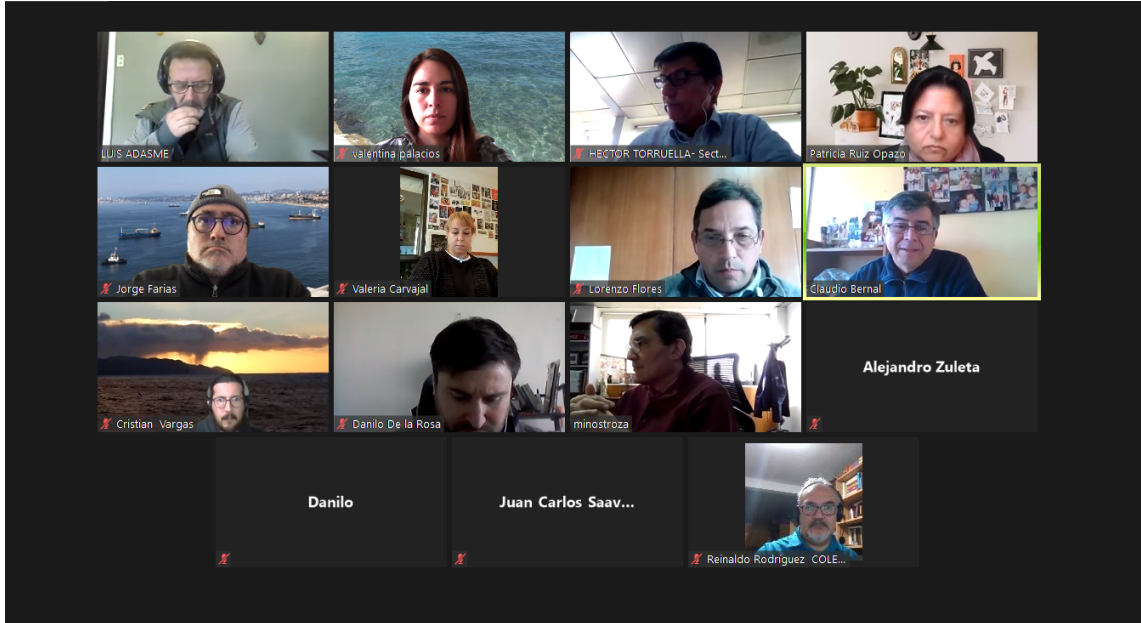 LUIS ADASME
valentina palacios
HECTOR TORRUELLA- Sect...
Patricia Ruiz Opazo
Jorge Farias
Valeria Carvajal
Lorenzo Flores
Claudio Bernal
Cristian Vargas
Danilo De la Rosa
minostroza
Alejandro Zuleta
Danilo
Juan Carlos Saav...
Reinaldo Rodríguez COLE...